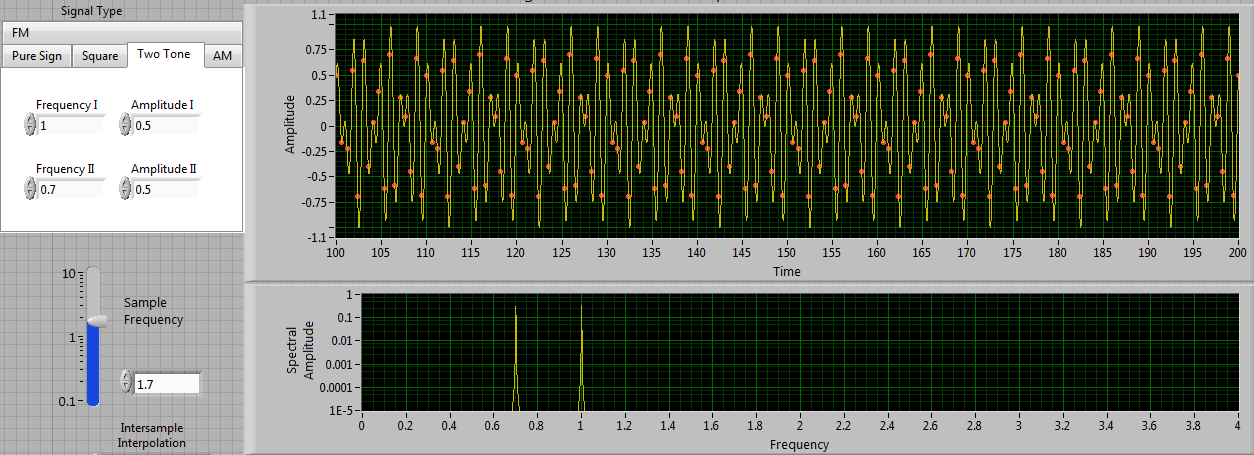 Signal Type
FM
Pure Sign Square Two Tone AM
Frequency I Amplitude I
1 0.5
Frquency II Amplitude II
0.7 0.5
10
1
0.1
Sample
Frequency
1.7
Intersample
Interpolation
Amplitude
1.1
0.75
0.5
0.25
0
-0.25
-0.5
-0.75
-1.1
100 105 110 115 120 125 130 135 140 145 150 155 160 165 170 175 180 185 190 195 200
Time
Spectral
Amplitude
1
0.1
0.01
0.001
0.0001
1E-5
0 0.2 0.4 0.6 0.8 1 1.2 1.4 1.6 1.8 2 2.2 2.4 2.6 2.8 3 3.2 3.4 3.6 3.8 4
Frequency